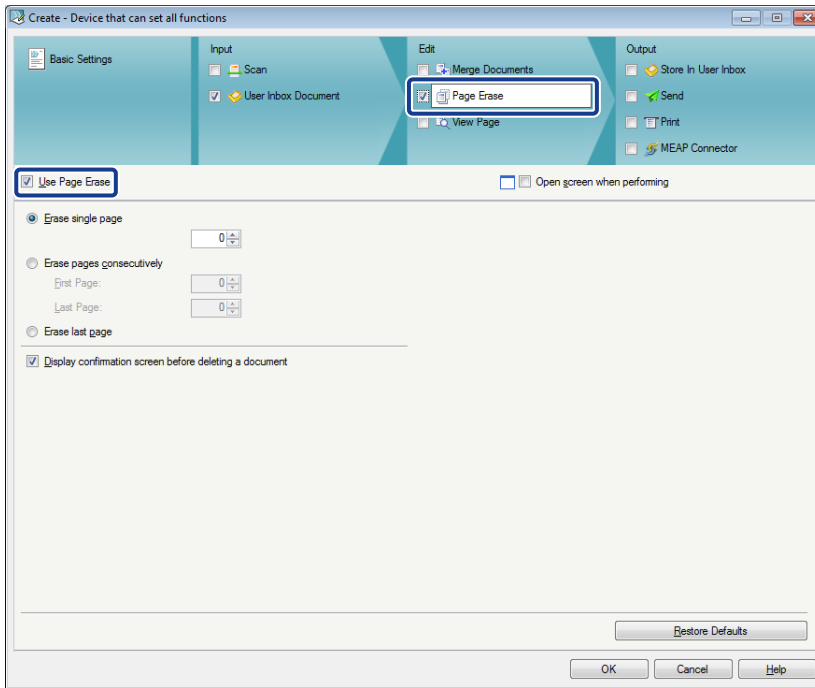 Create - Device that can set all functions
Basic Settings
Input
Scan
User Inbox Document
Edit
Merge Documents
Page Erase
View Page
Output
Store In User Inbox
Send
Print
MEAP Connector
Use Page Erase
Open screen when performing
Erase single page
0
Erase pages consecutively
First Page:
0
Last Page:
0
Erase last page
Display confirmation screen before deleting a document
Restore Defaults
OK
Cancel
Help